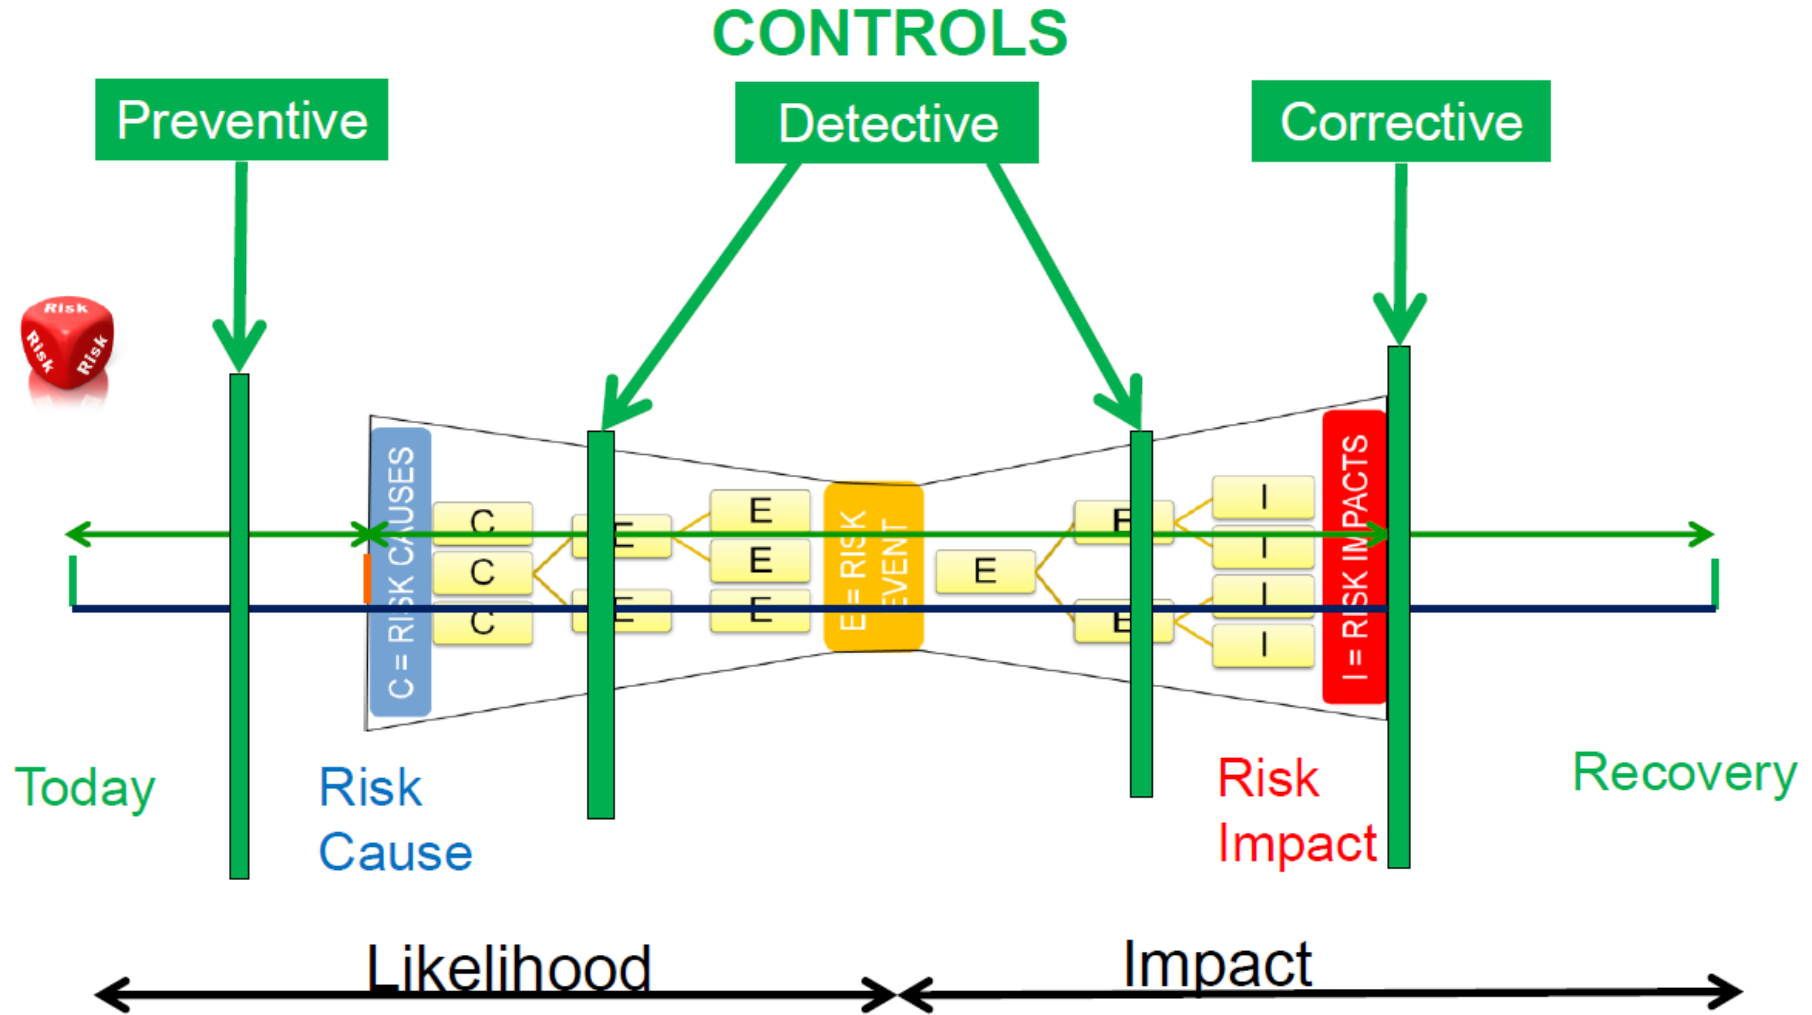 CONTROLS
Preventive
Detective
Corrective
Risk
Risk
Risk
C = RISK CAUSES
C
C
C
E
E
E
E
E
E = RISK
EVENT
E
E
E
I
I
I
I
I = RISK IMPACTS
Today
Risk
Cause
Risk
Impact
Recovery
Likelihood
Impact